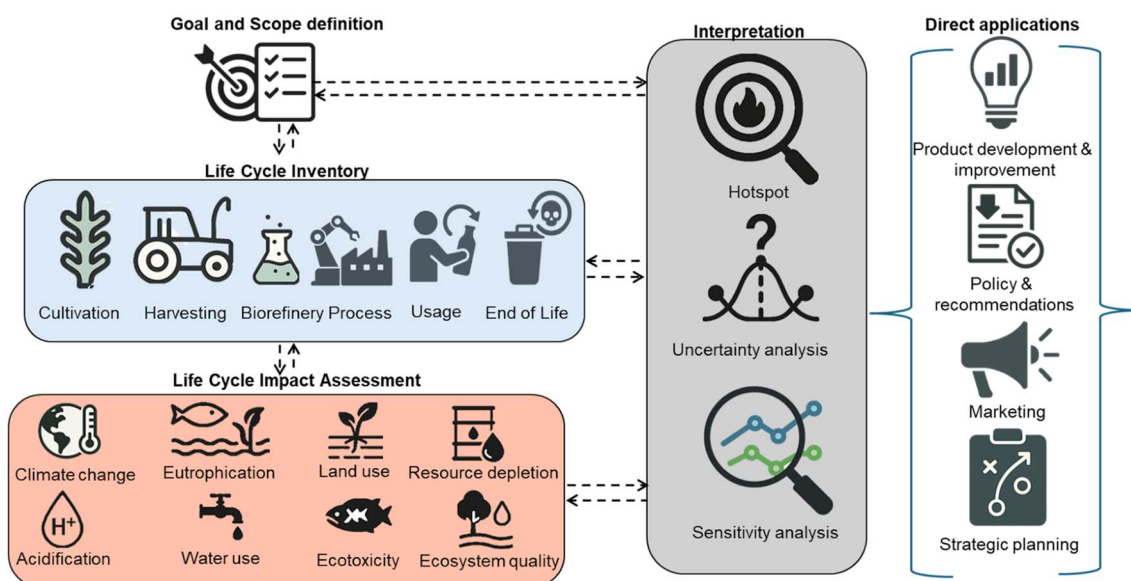 Goal and Scope definition
Life Cycle Inventory
Cultivation
Harvesting
Biorefinery Process
Usage
End of Life
Life Cycle Impact Assessment
Climate change
Eutrophication
Land use
Resource depletion
H+
Acidification
Water use
Ecotoxicity
Ecosystem quality
Interpretation
Hotspot
?
Uncertainty analysis
Sensitivity analysis
Direct applications
Product development &
improvement
Policy &
recommendations
Marketing
Strategic planning